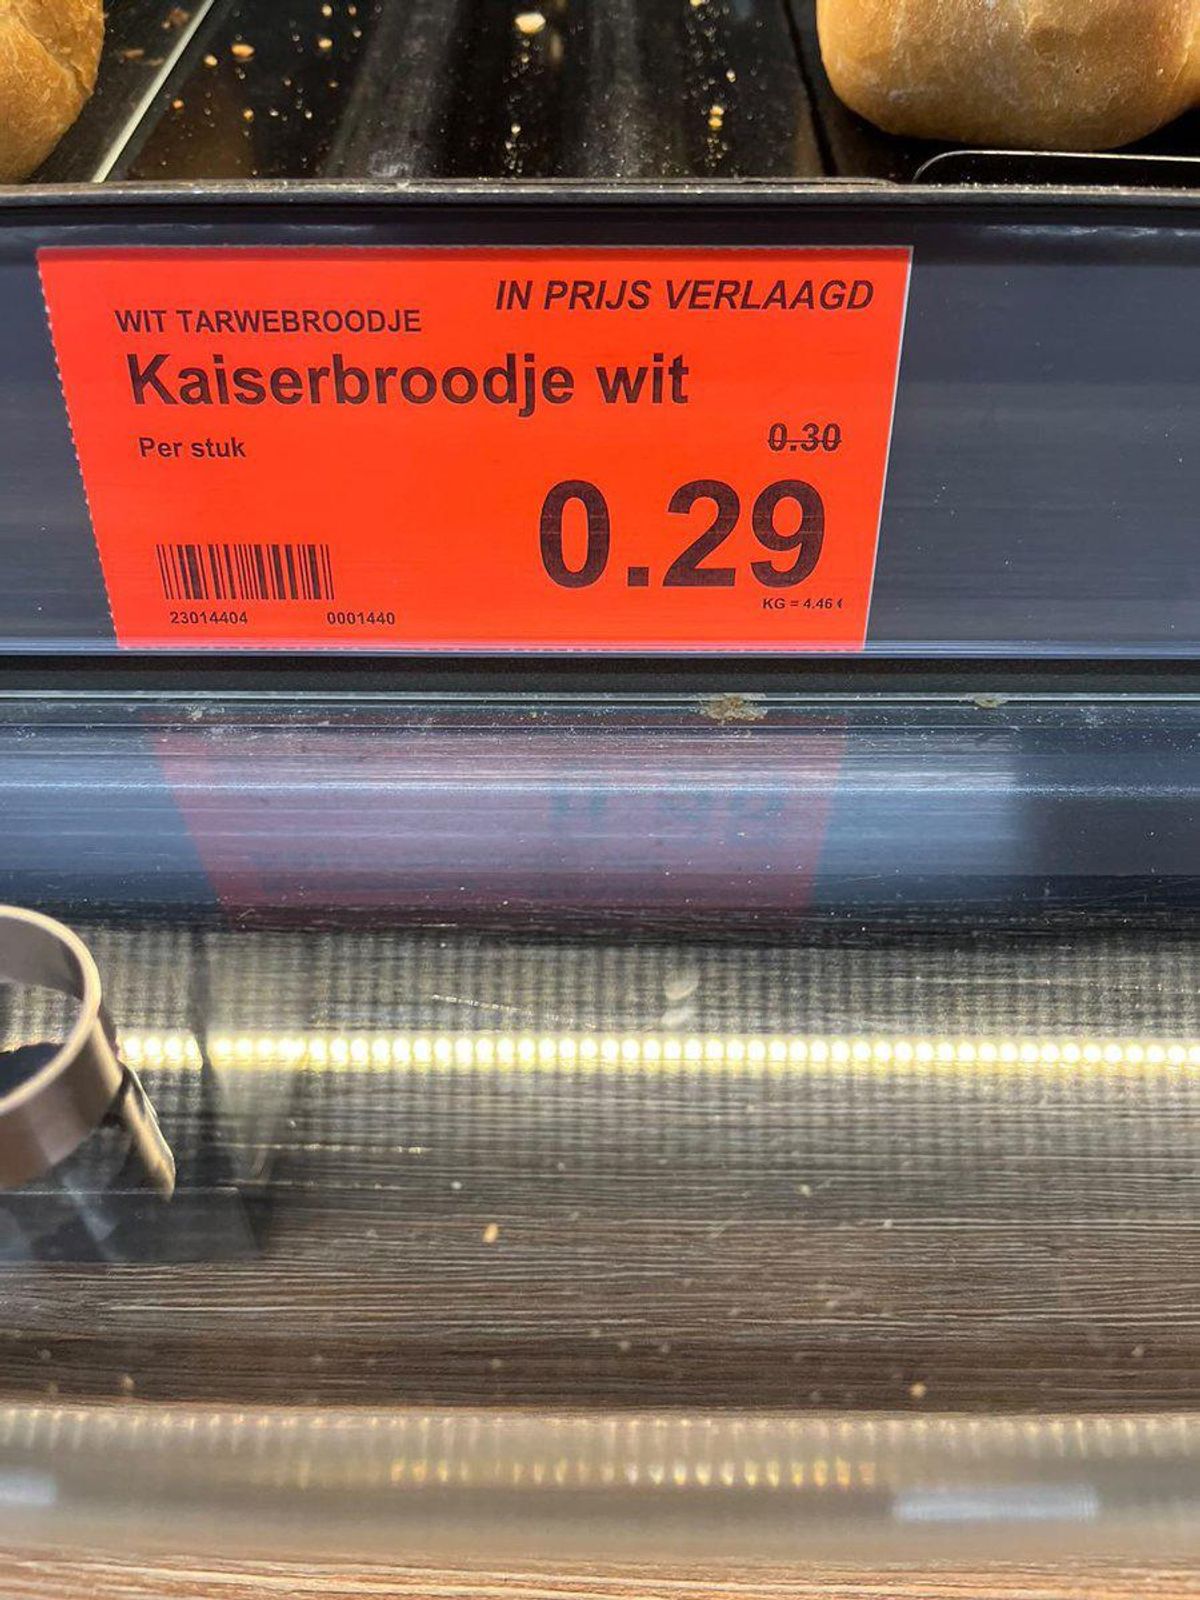 IN PRIJS VERLAAGD
WIT TARWEBROODJE
Kaiserbroodje wit
Per stuk
0.30
0.29
KG = 4.46 €
23014404 0001440